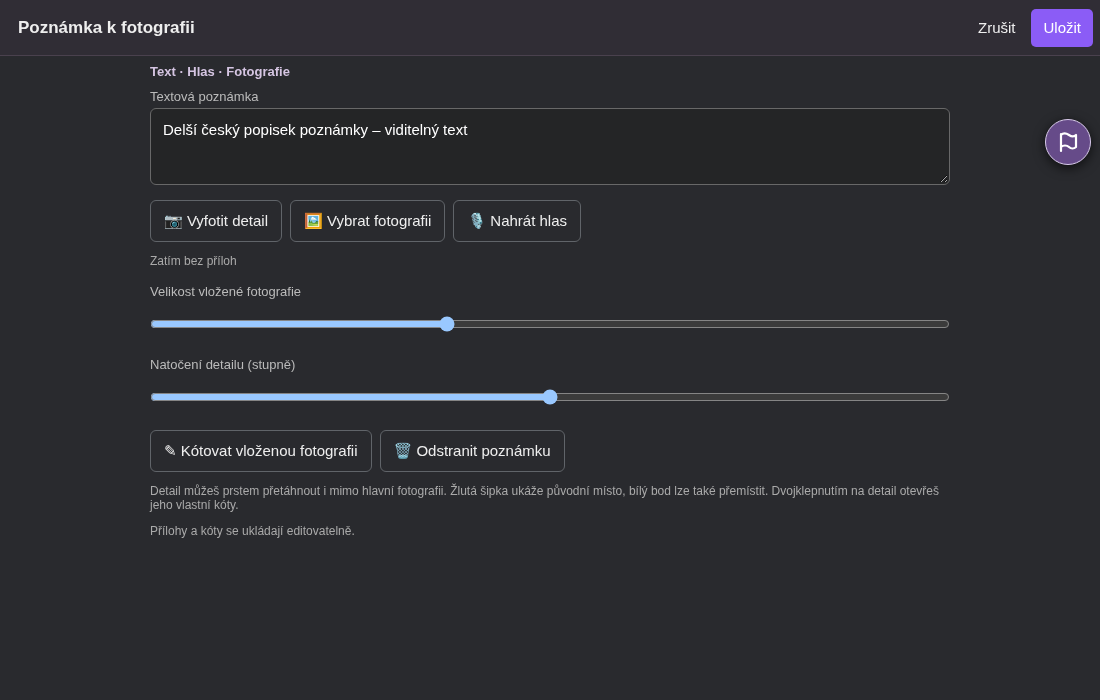 Poznámka k fotografii
Zrušit
Uložit
Text · Hlas · Fotografie
Textová poznámka
Delší český popisek poznámky – viditelný text
📷 Vyfotit detail
🖼️ Vybrat fotografii
🎙️ Nahrát hlas
Zatím bez příloh
Velikost vložené fotografie
Natočení detailu (stupně)
✎ Kótovat vloženou fotografii
🗑️ Odstranit poznámku
Detail můžeš prstem přetáhnout i mimo hlavní fotografii. Žlutá šipka ukáže původní místo, bílý bod lze také přemístit. Dvojklepnutím na detail otevřeš
jeho vlastní kóty.
Přílohy a kóty se ukládají editovatelně.